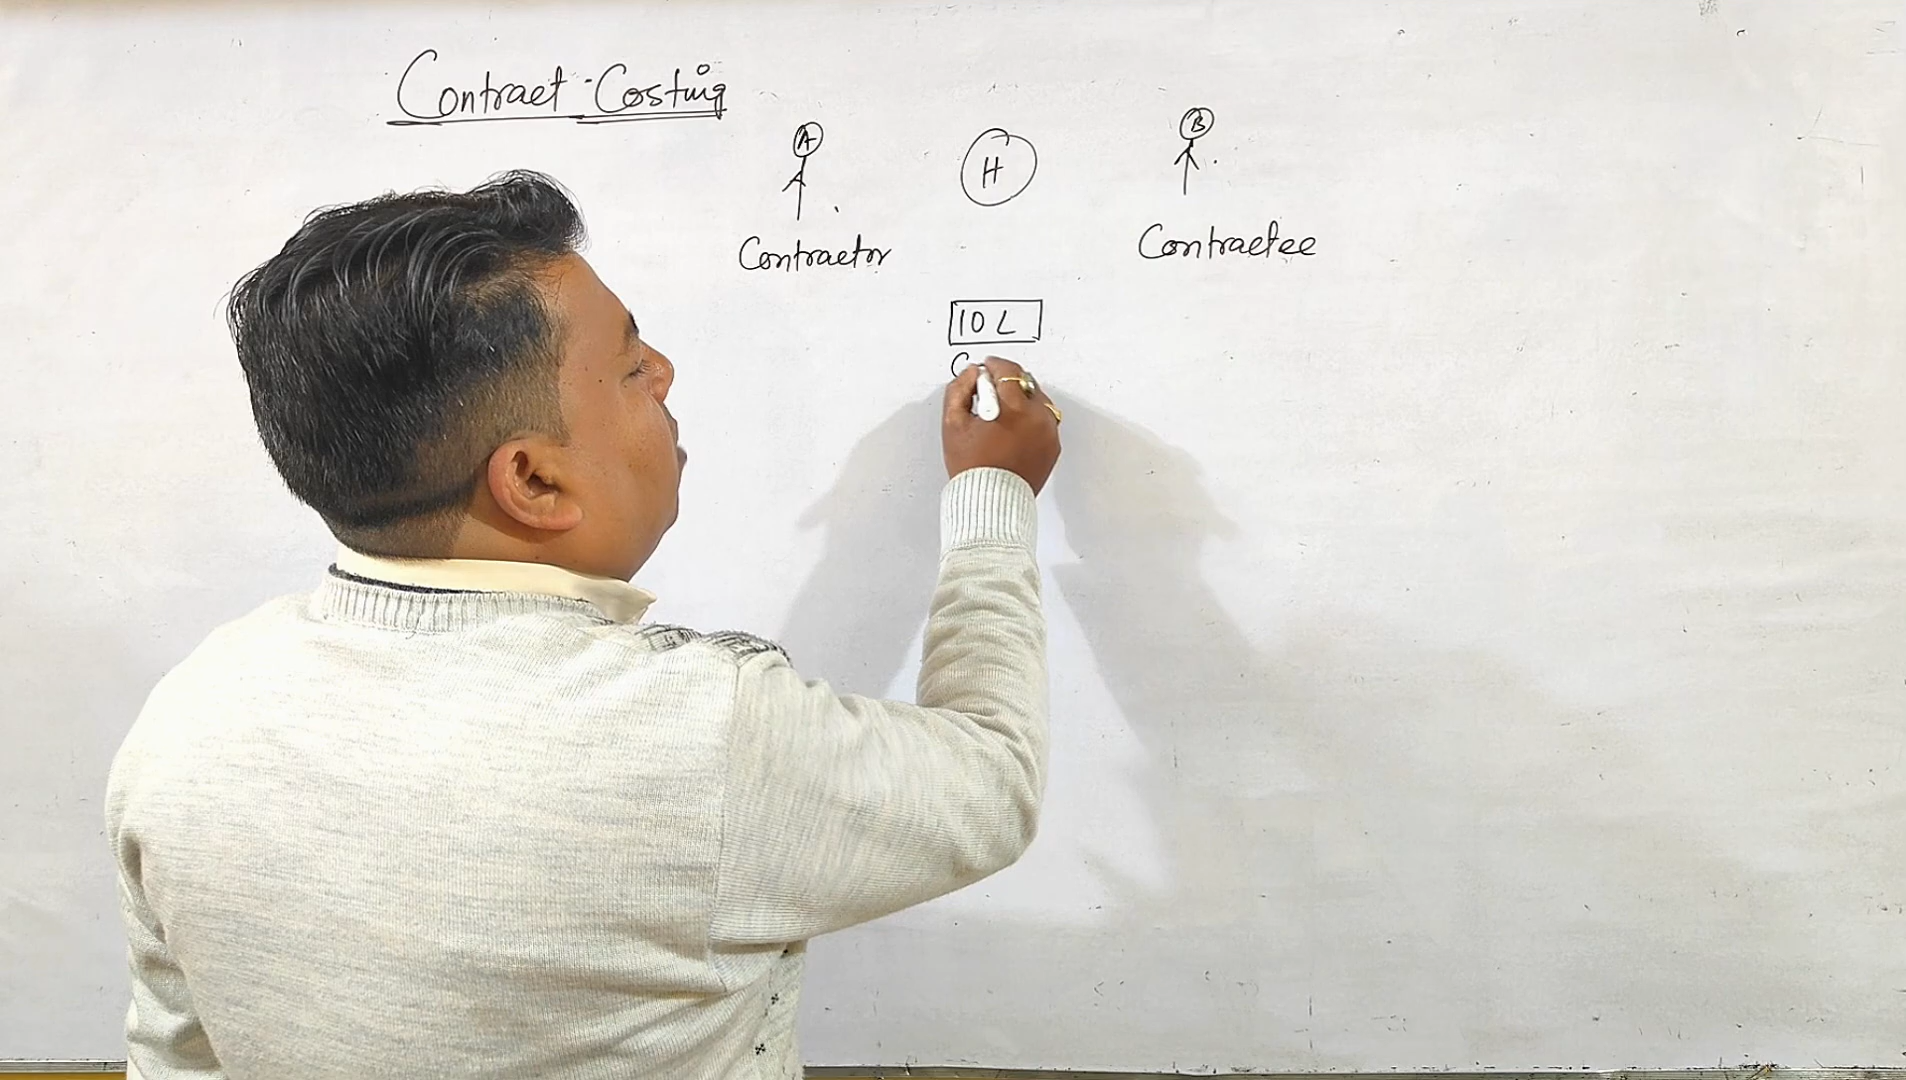 Contract Costing
A
H
B
Contractor
Contractee
10 L
C